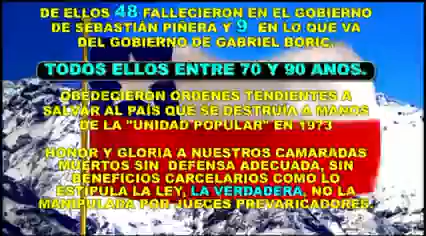 DE ELLOS 48 FALLECIERON EN EL GOBIERNO
DE SEBASTIÁN PIÑERA Y 9 EN LO QUE VA
DEL GOBIERNO DE GABRIEL BORIC.
TODOS ELLOS ENTRE 70 Y 90 AÑOS.
OBEDECIERON ÓRDENES TENDIENTES A
SALVAR AL PAÍS QUE SE DESTRUÍA A MANOS
DE LA "UNIDAD POPULAR" EN 1973
HONOR Y GLORIA A NUESTROS CAMARADAS
MUERTOS SIN DEFENSA ADECUADA, SIN
BENEFICIOS CARCELARIOS COMO LO
ESTIPULA LA LEY, LA VERDADERA, NO LA
MANIPULADA POR JUECES PREVARICADORES.